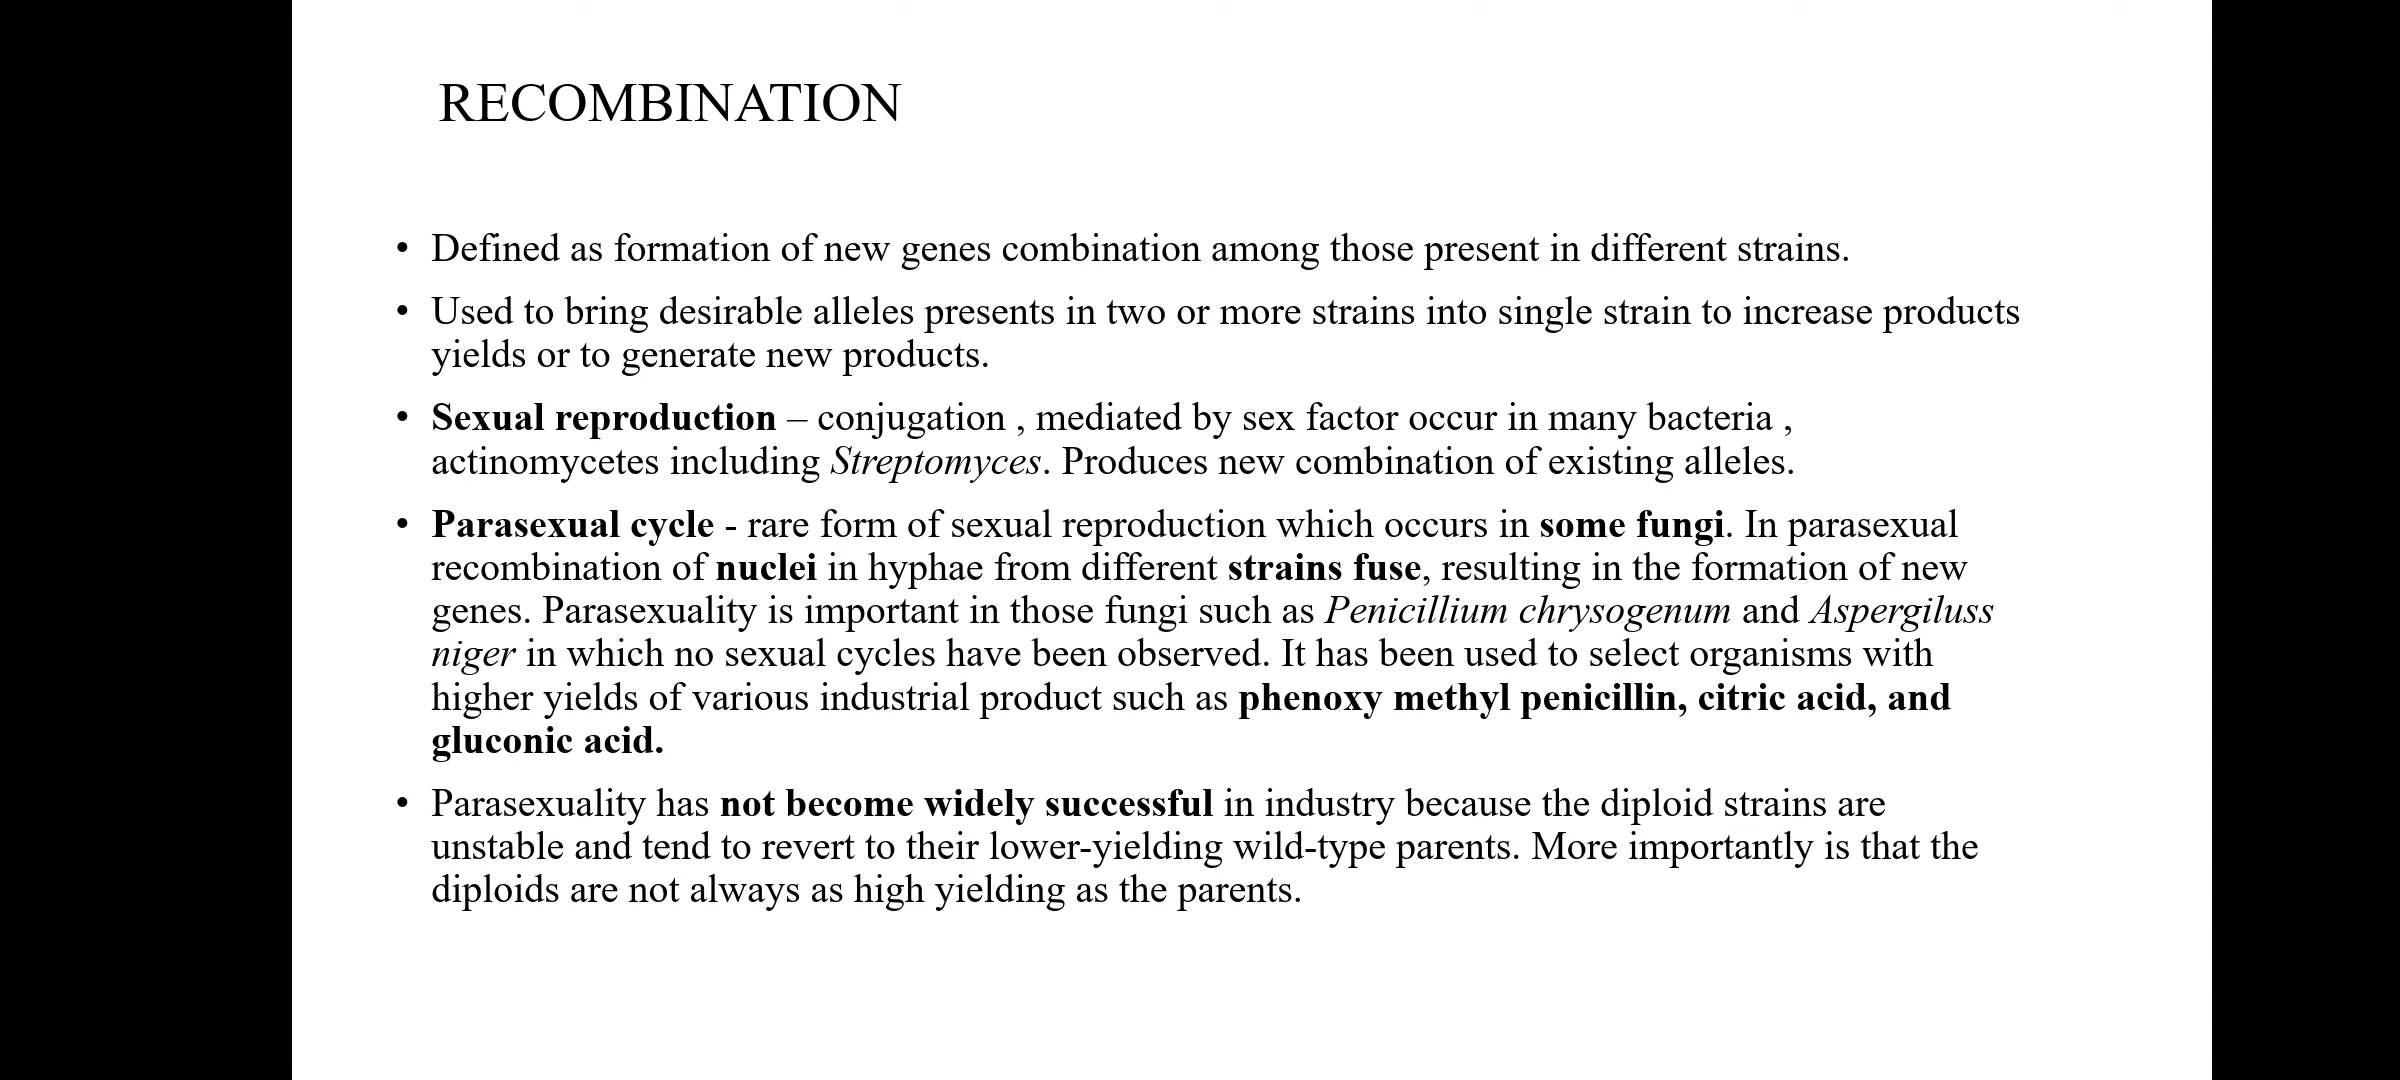 RECOMBINATION
• Defined as formation of new genes combination among those present in different strains.
• Used to bring desirable alleles presents in two or more strains into single strain to increase products
yields or to generate new products.
• Sexual reproduction – conjugation , mediated by sex factor occur in many bacteria ,
actinomycetes including Streptomyces. Produces new combination of existing alleles.
• Parasexual cycle - rare form of sexual reproduction which occurs in some fungi. In parasexual
recombination of nuclei in hyphae from different strains fuse, resulting in the formation of new
genes. Parasexuality is important in those fungi such as Penicillium chrysogenum and Aspergiluss
niger in which no sexual cycles have been observed. It has been used to select organisms with
higher yields of various industrial product such as phenoxy methyl penicillin, citric acid, and
gluconic acid.
• Parasexuality has not become widely successful in industry because the diploid strains are
unstable and tend to revert to their lower-yielding wild-type parents. More importantly is that the
diploids are not always as high yielding as the parents.